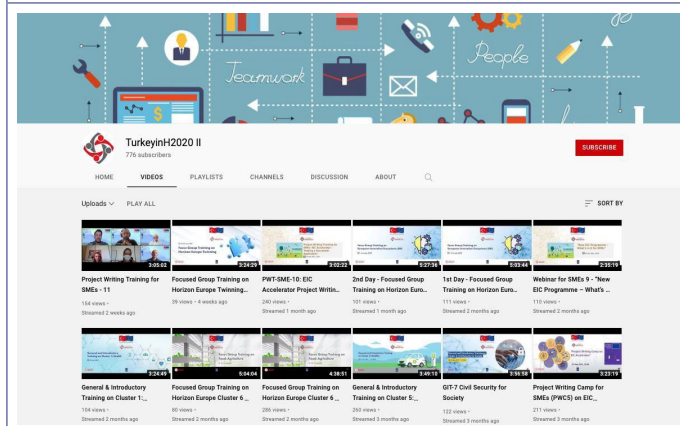 Teamwork
People
TurkeyinH2020 II
776 subscribers
SUBSCRIBE
HOME VIDEOS PLAYLISTS CHANNELS DISCUSSION ABOUT
Uploads PLAY ALL SORT BY
3:05:02 3:24:29 3:02:22 5:27:36 5:03:44 2:35:19
Project Writing Training for
SMEs - 11
154 views •
Streamed 2 weeks ago
Focused Group Training on
Horizon Europe Twinning...
39 views • 4 weeks ago
PWT-SME-10: EIC
Accelerator Project Writin...
240 views •
Streamed 1 month ago
2nd Day - Focused Group
Training on Horizon Euro...
101 views •
Streamed 1 month ago
1st Day - Focused Group
Training on Horizon Euro...
111 views •
Streamed 2 months ago
Webinar for SMEs 9 - "New
EIC Programme – What's ...
110 views •
Streamed 2 months ago
3:24:49 5:04:04 4:38:51 3:49:10 3:56:58 3:23:19
General & Introductory
Training on Cluster 1:...
104 views •
Streamed 2 months ago
Focused Group Training on
Horizon Europe Cluster 6 ...
80 views •
Streamed 2 months ago
Focused Group Training on
Horizon Europe Cluster 6 ...
286 views •
Streamed 2 months ago
General & Introductory
Training on Cluster 5:...
260 views •
Streamed 3 months ago
GIT-7 Civil Security for
Society
122 views •
Streamed 3 months ago
Project Writing Camp for
SMEs (PWC5) on EIC...
211 views •
Streamed 3 months ago